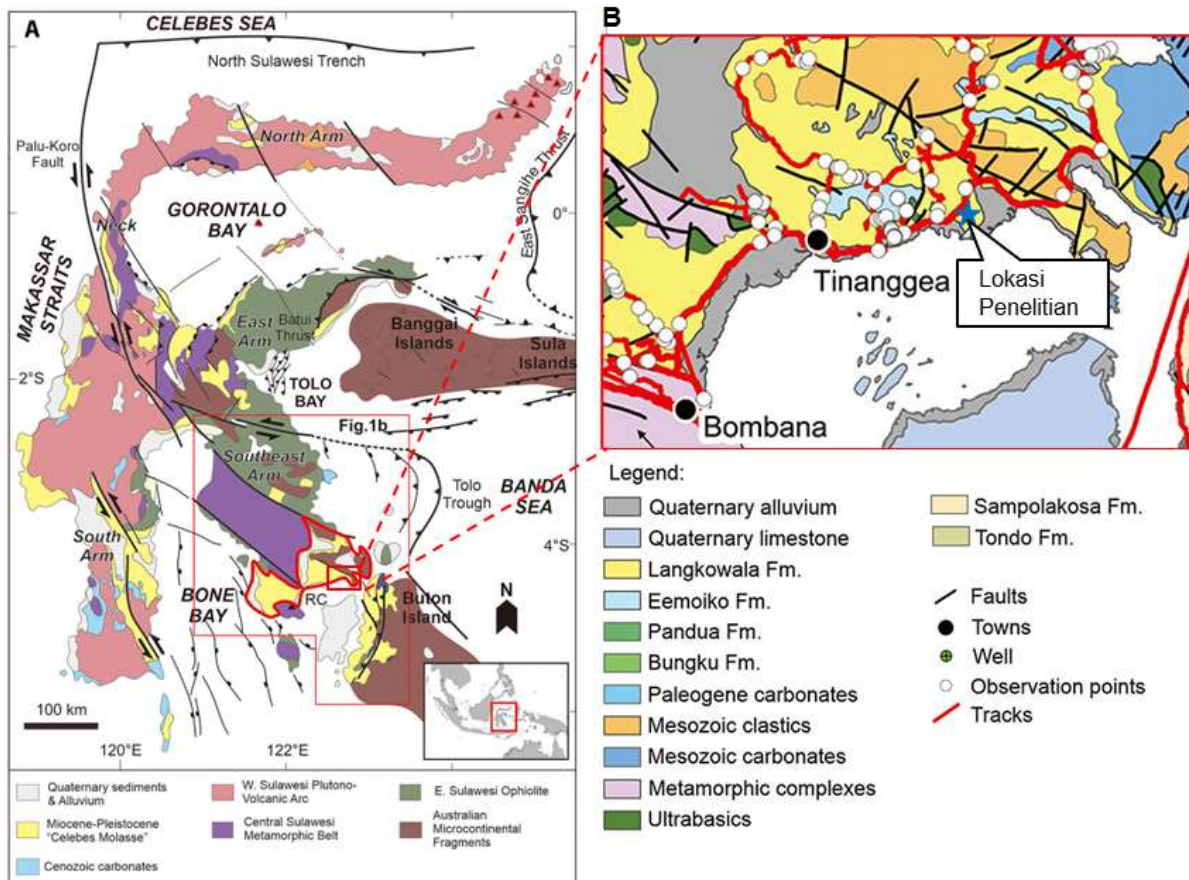 A
CELEBES SEA
North Sulawesi Trench
North Arm
Palu-Koro
Fault
East Sangihe Thrust
Neck
GORONTALO
BAY
0°
MAKASSAR
STRAITS
East
Arm
Batui
Thrust
Banggai
Islands
Sula
Islands
2°S
TOLO
BAY
Fig.1b
Southeast
Arm
Tolo
Trough
BANDA
SEA
South
Arm
4°S
BONE
BAY
RC
Buton
Island
N
100 km
120°E
122°E
Quaternary sediments
& Alluvium
Miocene-Pleistocene
"Celebes Molasse"
Cenozoic carbonates
W. Sulawesi Plutono-
Volcanic Arc
Central Sulawesi
Metamorphic Belt
E. Sulawesi Ophiolite
Australian
Microcontinental
Fragments
B
Tinanggea
Lokasi
Penelitian
Bombana
Legend:
Quaternary alluvium
Quaternary limestone
Langkowala Fm.
Eemoiko Fm.
Pandua Fm.
Bungku Fm.
Paleogene carbonates
Mesozoic clastics
Mesozoic carbonates
Metamorphic complexes
Ultrabasics
Sampolakosa Fm.
Tondo Fm.
Faults
Towns
Well
Observation points
Tracks